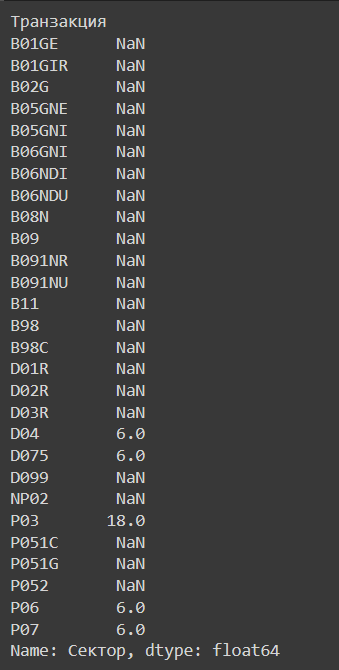 Транзакция
B01GE NaN
B01GIR NaN
B02G NaN
B05GNE NaN
B05GNI NaN
B06GNI NaN
B06NDI NaN
B06NDU NaN
B08N NaN
B09 NaN
B091NR NaN
B091NU NaN
B11 NaN
B98 NaN
B98C NaN
D01R NaN
D02R NaN
D03R NaN
D04 6.0
D075 6.0
D099 NaN
NP02 NaN
P03 18.0
P051C NaN
P051G NaN
P052 NaN
P06 6.0
P07 6.0
Name: Сектор, dtype: float64